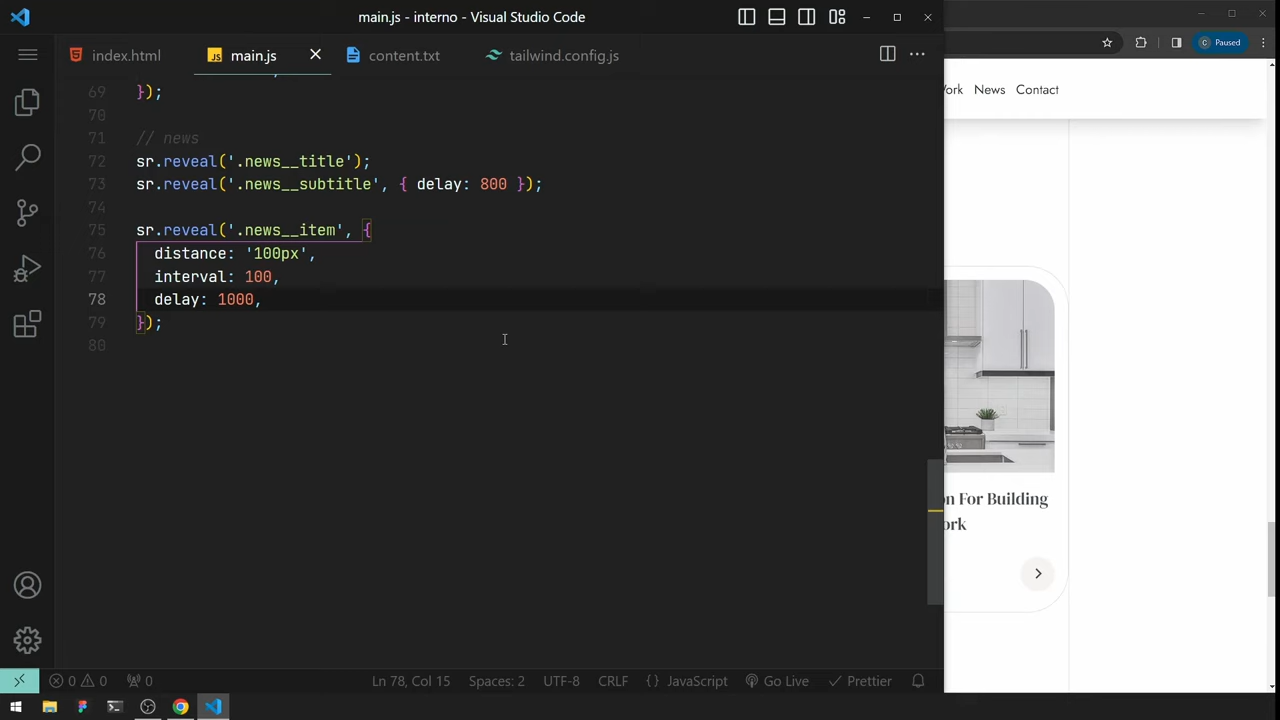 main.js - interno - Visual Studio Code
index.html
main.js
content.txt
tailwind.config.js
Paused
69 });
70
71 // news
72 sr.reveal('.news__title');
73 sr.reveal('.news__subtitle', { delay: 800 });
74
75 sr.reveal('.news__item', {
76 distance: '100px',
77 interval: 100,
78 delay: 1000,
79 });
80
News Contact
For Building
0 0 0
Ln 78, Col 15
Spaces: 2
UTF-8
CRLF
{} JavaScript
Go Live
Prettier